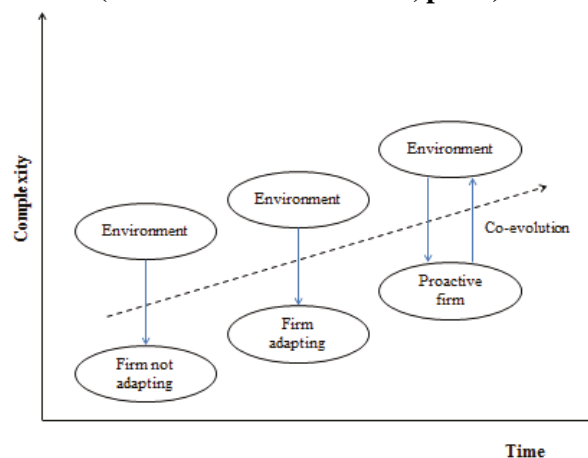 Complexity
Environment
Environment
Environment
Co-evolution
Proactive
firm
Firm
adapting
Firm not
adapting
Time